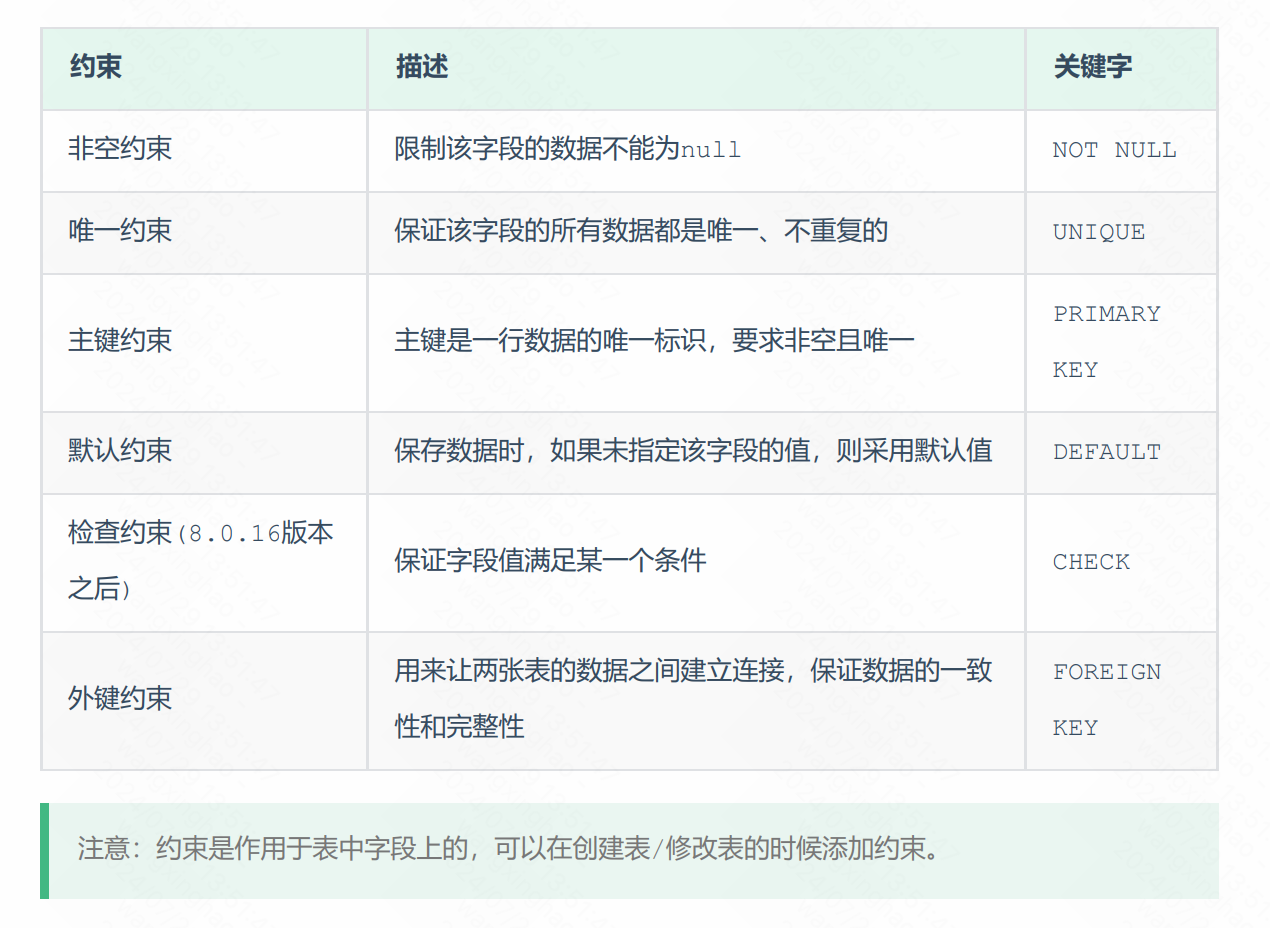 约束 描述 关键字
非空约束 限制该字段的数据不能为null NOT NULL
唯一约束 保证该字段的所有数据都是唯一、不重复的 UNIQUE
主键约束 主键是一行数据的唯一标识，要求非空且唯一 PRIMARY
KEY
默认约束 保存数据时，如果未指定该字段的值，则采用默认值 DEFAULT
检查约束(8.0.16版本
之后) 保证字段值满足某一个条件 CHECK
外键约束 用来让两张表的数据之间建立连接，保证数据的一致
性和完整性 FOREIGN
KEY
注意：约束是作用于表中字段上的，可以在创建表/修改表的时候添加约束。